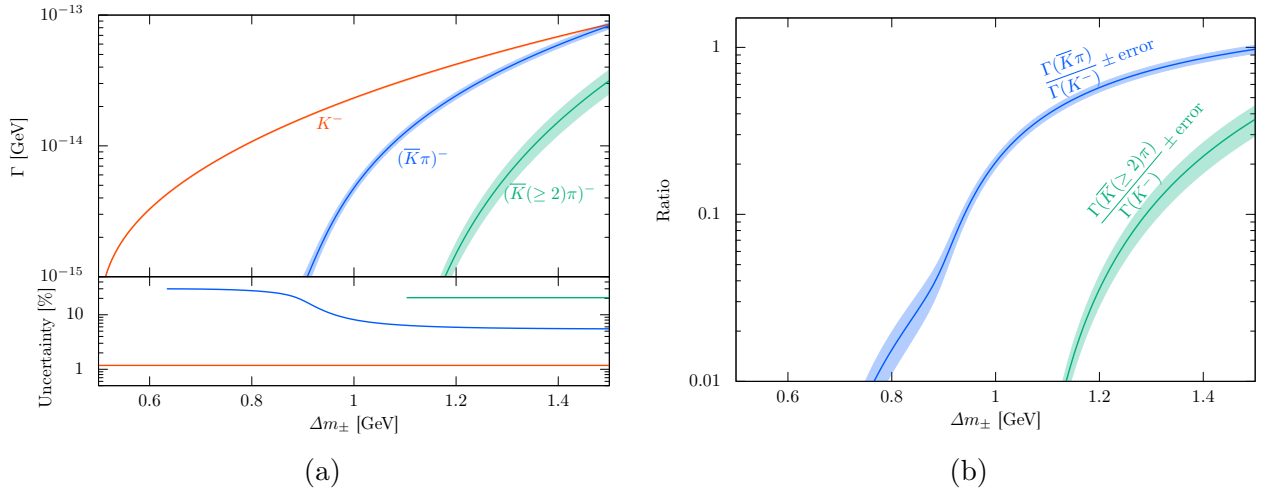 10⁻¹³
10⁻¹⁴
10⁻¹⁵
Γ [GeV]
K⁻
(K̅π)⁻
(K̅(≥ 2)π)⁻
10
1
Uncertainty [%]
0.6 0.8 1 1.2 1.4
Δm± [GeV]
(a)
1
0.1
0.01
Ratio
Γ(K̅π)/Γ(K⁻) ± error
Γ(K̅(≥ 2)π)/Γ(K⁻) ± error
0.6 0.8 1 1.2 1.4
Δm± [GeV]
(b)